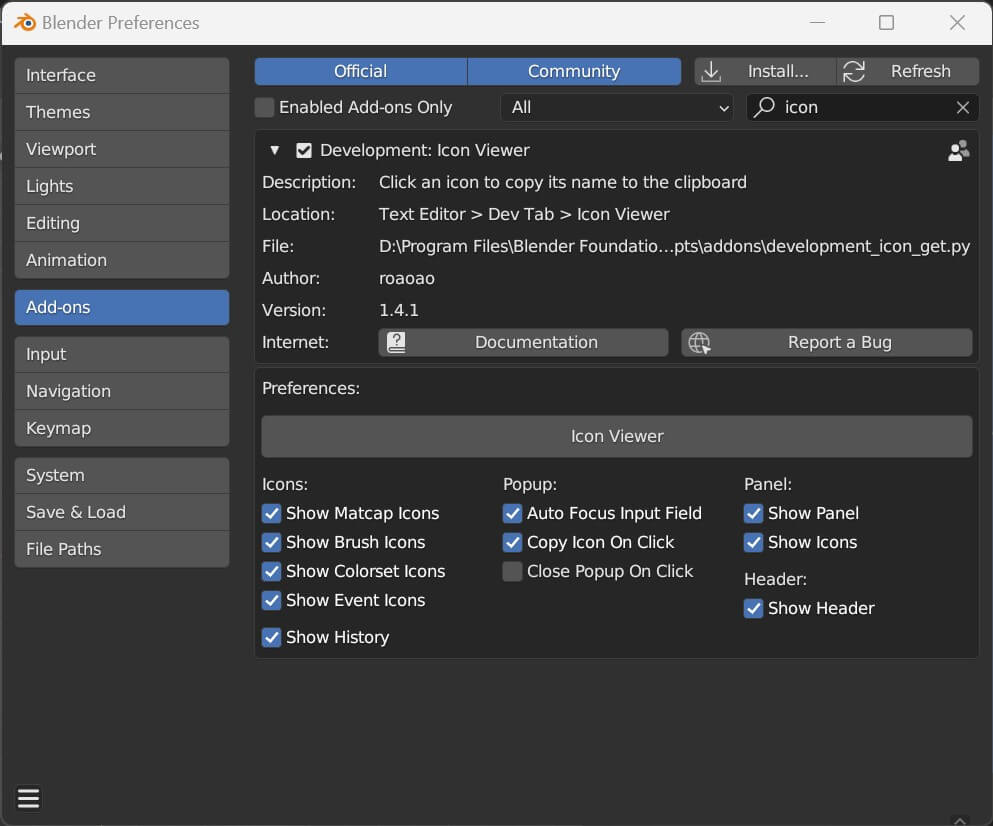 Blender Preferences
Interface
Themes
Viewport
Lights
Editing
Animation
Add-ons
Input
Navigation
Keymap
System
Save & Load
File Paths
Official Community Install... Refresh
Enabled Add-ons Only All icon
Development: Icon Viewer
Description: Click an icon to copy its name to the clipboard
Location: Text Editor > Dev Tab > Icon Viewer
File: D:\Program Files\Blender Foundatio...pts\addons\development_icon_get.py
Author: roaoao
Version: 1.4.1
Internet: Documentation Report a Bug
Preferences:
Icon Viewer
Icons:
Show Matcap Icons
Show Brush Icons
Show Colorset Icons
Show Event Icons
Show History
Popup:
Auto Focus Input Field
Copy Icon On Click
Close Popup On Click
Panel:
Show Panel
Show Icons
Header:
Show Header